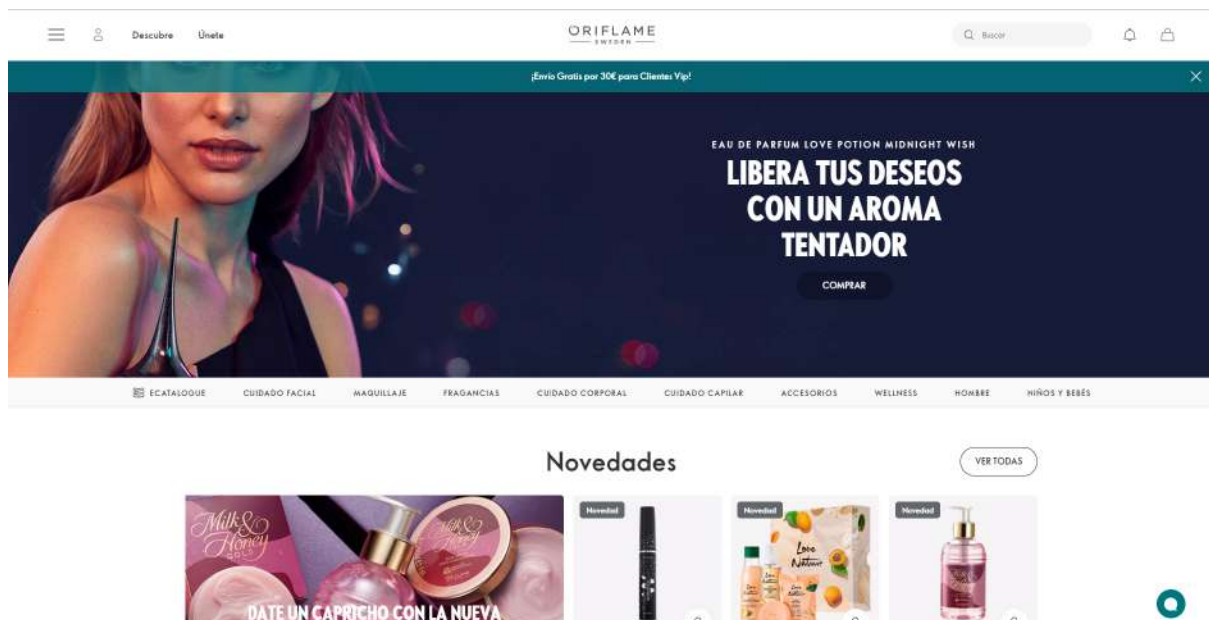 Descubre Únete
ORIFLAME
SWEDEN
Buscar
¡Envío Gratis por 30€ para Clientes Vip!
EAU DE PARFUM LOVE POTION MIDNIGHT WISH
LIBERA TUS DESEOS
CON UN AROMA
TENTADOR
COMPRAR
ECATALOGUE CUIDADO FACIAL MAQUILLAJE FRAGANCIAS CUIDADO CORPORAL CUIDADO CAPILAR ACCESORIOS WELLNESS HOMBRE NIÑOS Y BEBÉS
Novedades
VER TODAS
Milk &
Honey
GOLD
Milk &
Honey
DATE UN CAPRICHO CON LA NUEVA
Novedad
Novedad
Love
Nature
Novedad